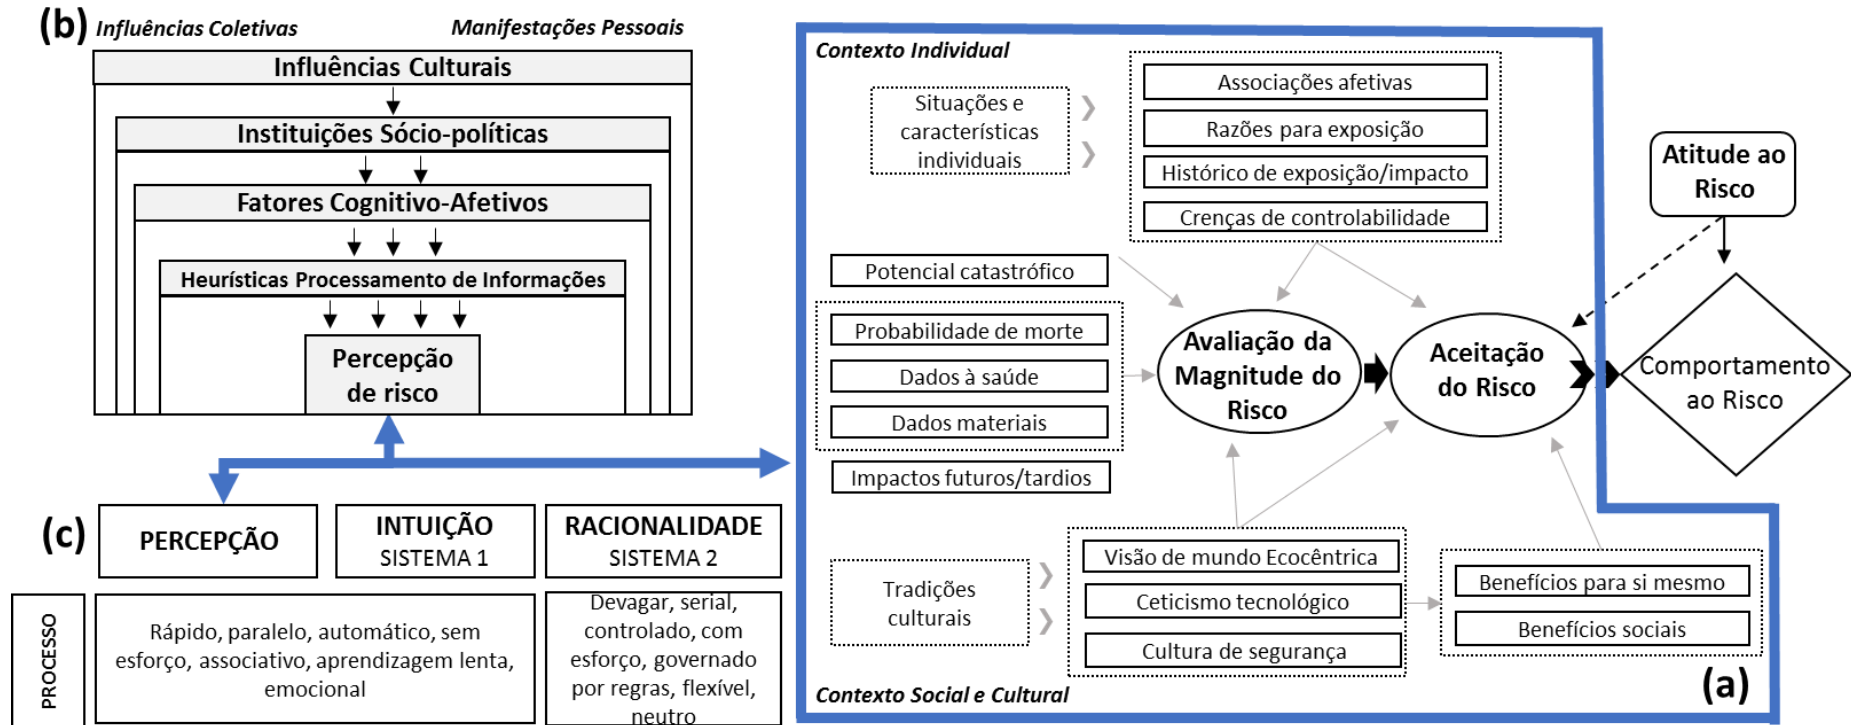 (b)
Influências Coletivas
Manifestações Pessoais
Influências Culturais
Instituições Sócio-políticas
Fatores Cognitivo-Afetivos
Heurísticas Processamento de Informações
Percepção
de risco
(c)
PERCEPÇÃO
INTUIÇÃO
SISTEMA 1
RACIONALIDADE
SISTEMA 2
PROCESSO
Rápido, paralelo, automático, sem
esforço, associativo, aprendizagem lenta,
emocional
Devagar, serial,
controlado, com
esforço, governado
por regras, flexível,
neutro
Contexto Individual
Situações e
características
individuais
Associações afetivas
Razões para exposição
Histórico de exposição/impacto
Crenças de controlabilidade
Potencial catastrófico
Probabilidade de morte
Dados à saúde
Dados materiais
Impactos futuros/tardios
Avaliação da
Magnitude do
Risco
Aceitação
do Risco
Atitude ao
Risco
Comportamento
ao Risco
Tradições
culturais
Visão de mundo Ecocêntrica
Ceticismo tecnológico
Cultura de segurança
Benefícios para si mesmo
Benefícios sociais
Contexto Social e Cultural
(a)